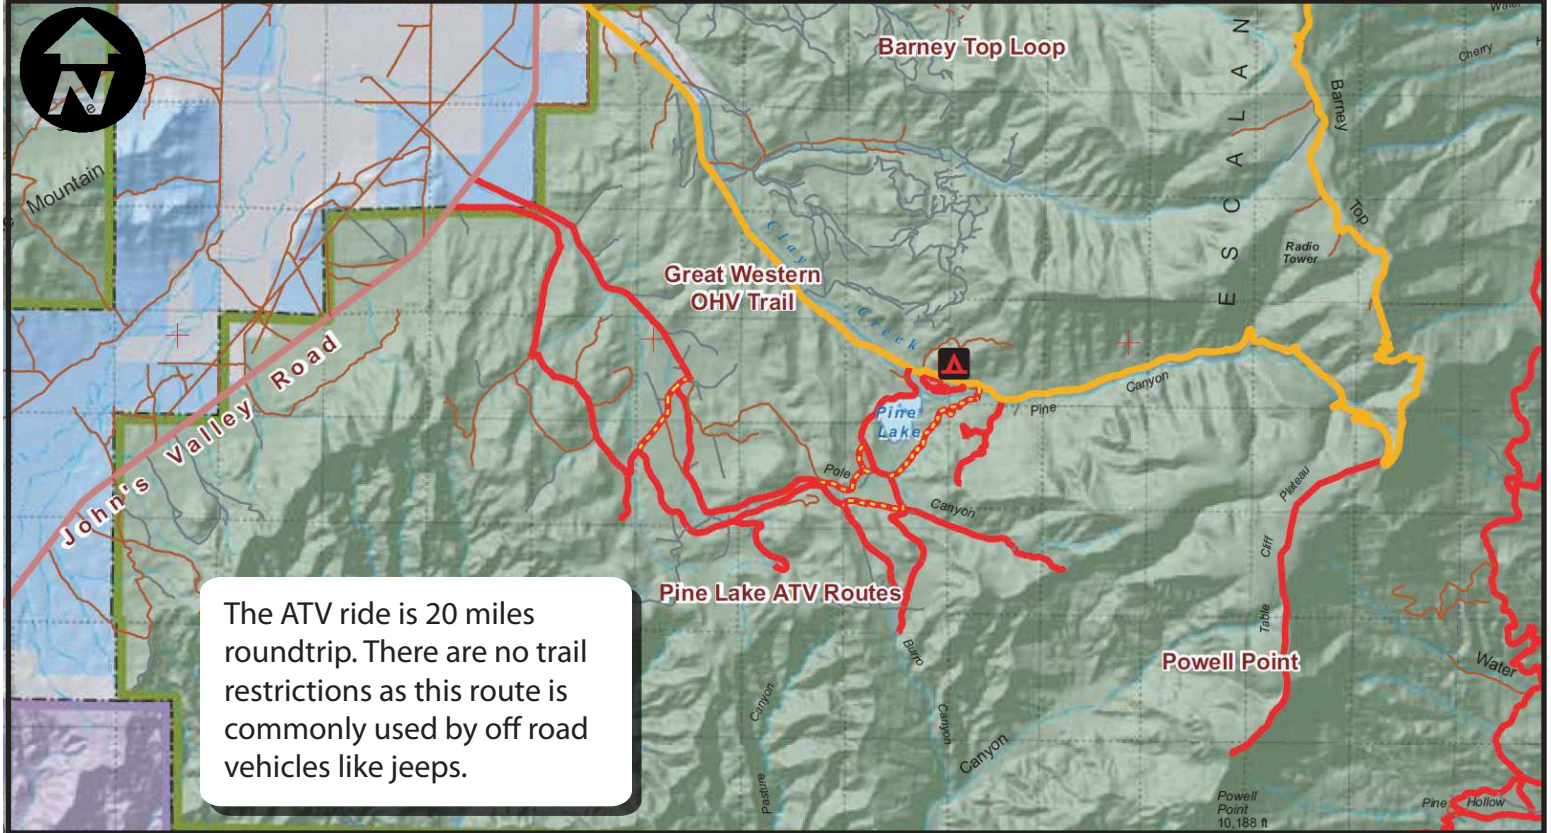 N
Mountain
John's Valley Road
Barney Top Loop
Great Western
OHV Trail
Clay Creek
Pine
Lake
Pole
Canyon
Pine Canyon
ESCALAN
Barney Top
Radio
Tower
Cherry
Water
Plateau
Cliff
Table
Pine Lake ATV Routes
Powell Point
Burro
Canyon
Canyon
Pasture
Canyon
Powell
Point
10,188 ft
Water
Pine Hollow
The ATV ride is 20 miles
roundtrip. There are no trail
restrictions as this route is
commonly used by off road
vehicles like jeeps.